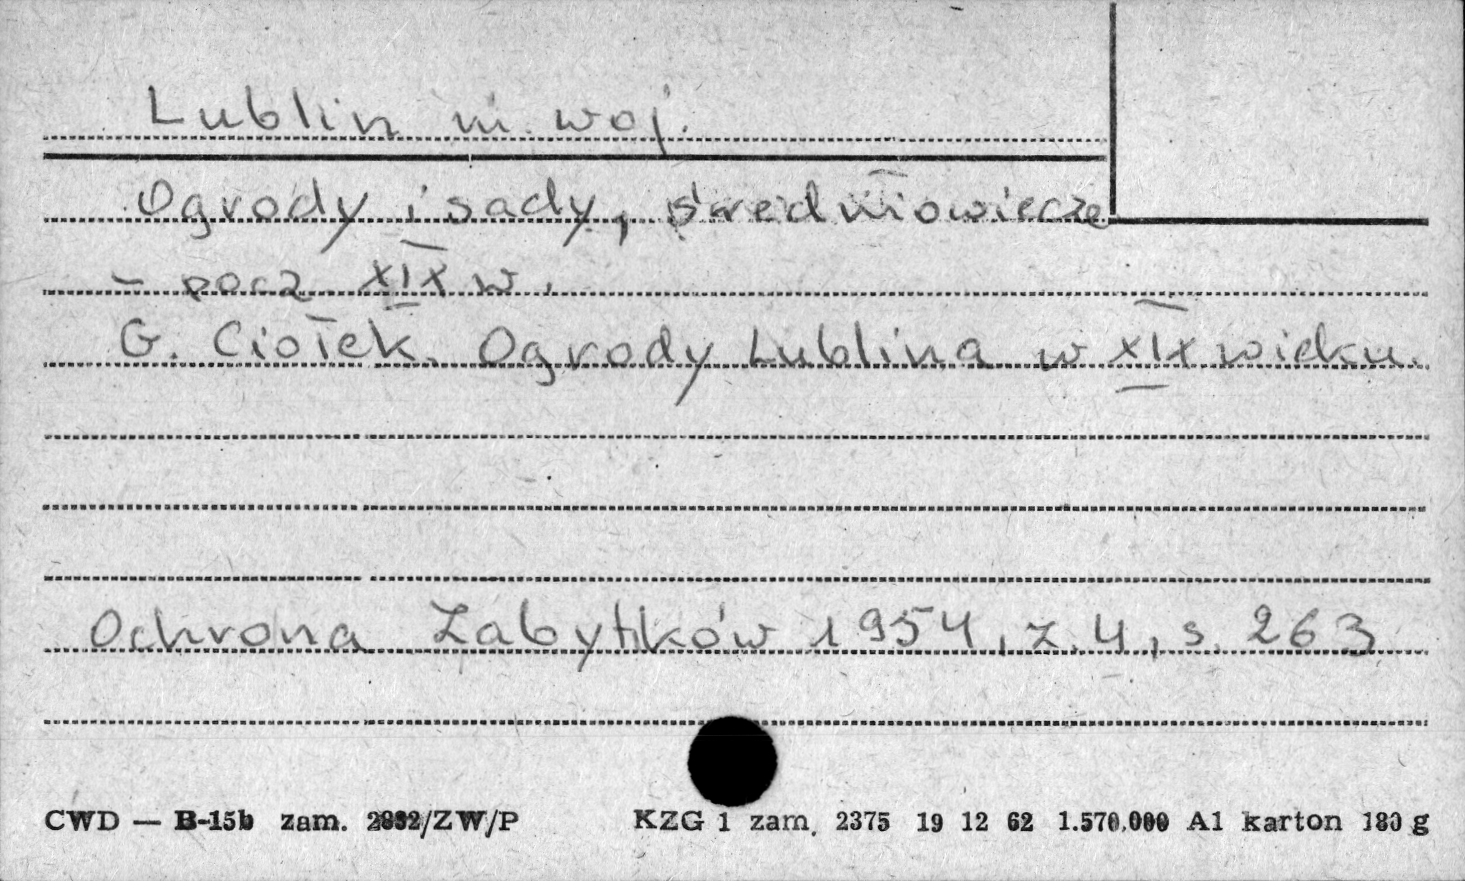 Lublin m. woj.
Ogrody i sady, średniowiecze
- pocz. XIX w.
G. Ciołek. Ogrody Lublina w XIX wieku.
Ochrona Zabytków 1954, z. 4, s. 263
CWD — B-15b zam. 2832/ZW/P KZG 1 zam. 2375 19 12 62 1.570.000 A1 karton 180 g